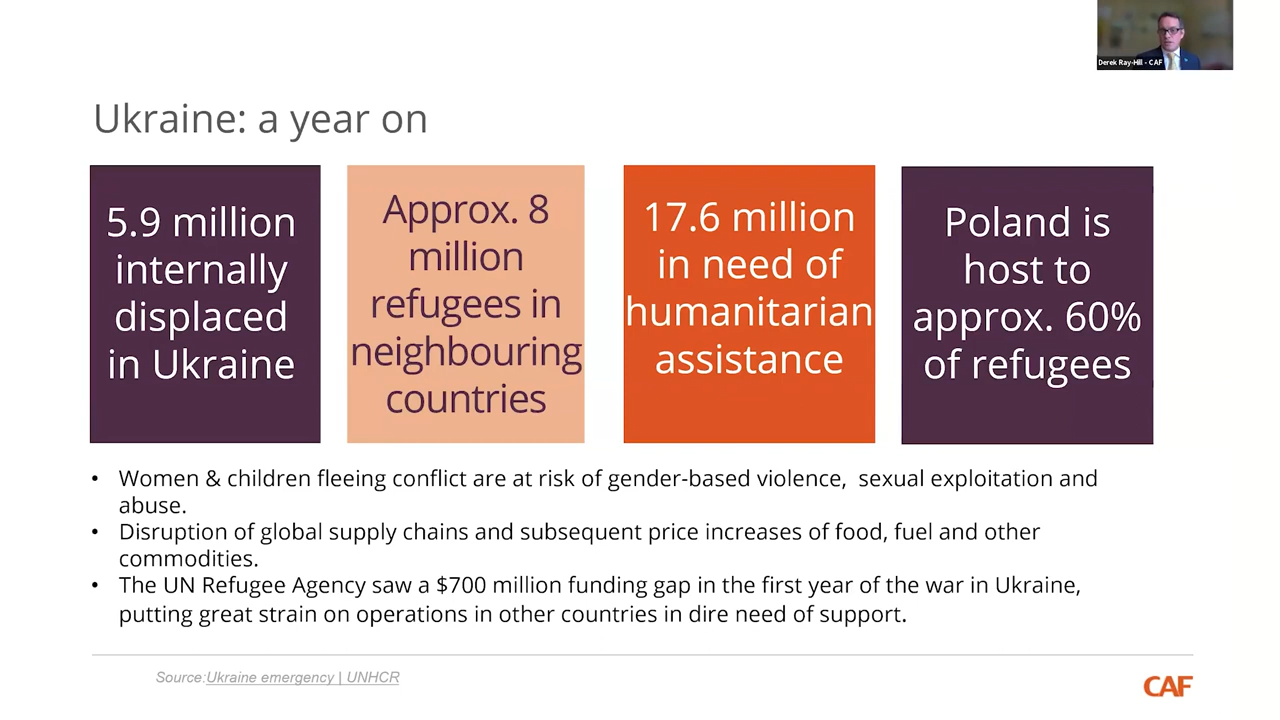 Derek Ray-Hill - CAF
Ukraine: a year on
5.9 million
internally
displaced
in Ukraine
Approx. 8
million
refugees in
neighbouring
countries
17.6 million
in need of
humanitarian
assistance
Poland is
host to
approx. 60%
of refugees
• Women & children fleeing conflict are at risk of gender-based violence,  sexual exploitation and
abuse.
• Disruption of global supply chains and subsequent price increases of food, fuel and other
commodities.
• The UN Refugee Agency saw a $700 million funding gap in the first year of the war in Ukraine,
putting great strain on operations in other countries in dire need of support.
Source:Ukraine emergency | UNHCR
CAF